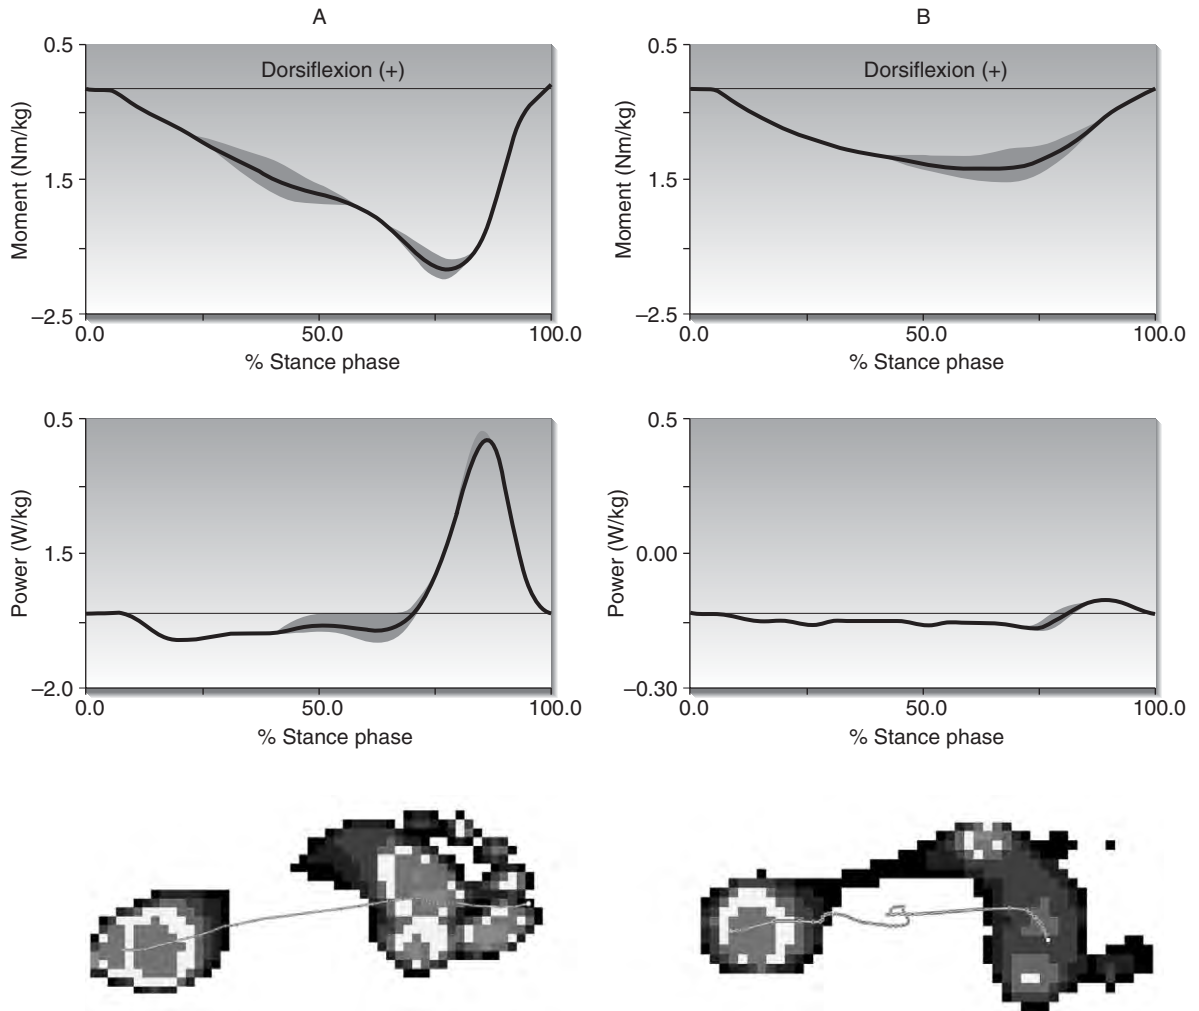 A
B
0.5
Dorsiflexion (+)
Moment (Nm/kg)
1.5
–2.5
0.0
50.0
100.0
% Stance phase
0.5
Dorsiflexion (+)
Moment (Nm/kg)
1.5
–2.5
0.0
50.0
100.0
% Stance phase
0.5
Power (W/kg)
1.5
–2.0
0.0
50.0
100.0
% Stance phase
0.5
Power (W/kg)
0.00
–0.30
0.0
50.0
100.0
% Stance phase